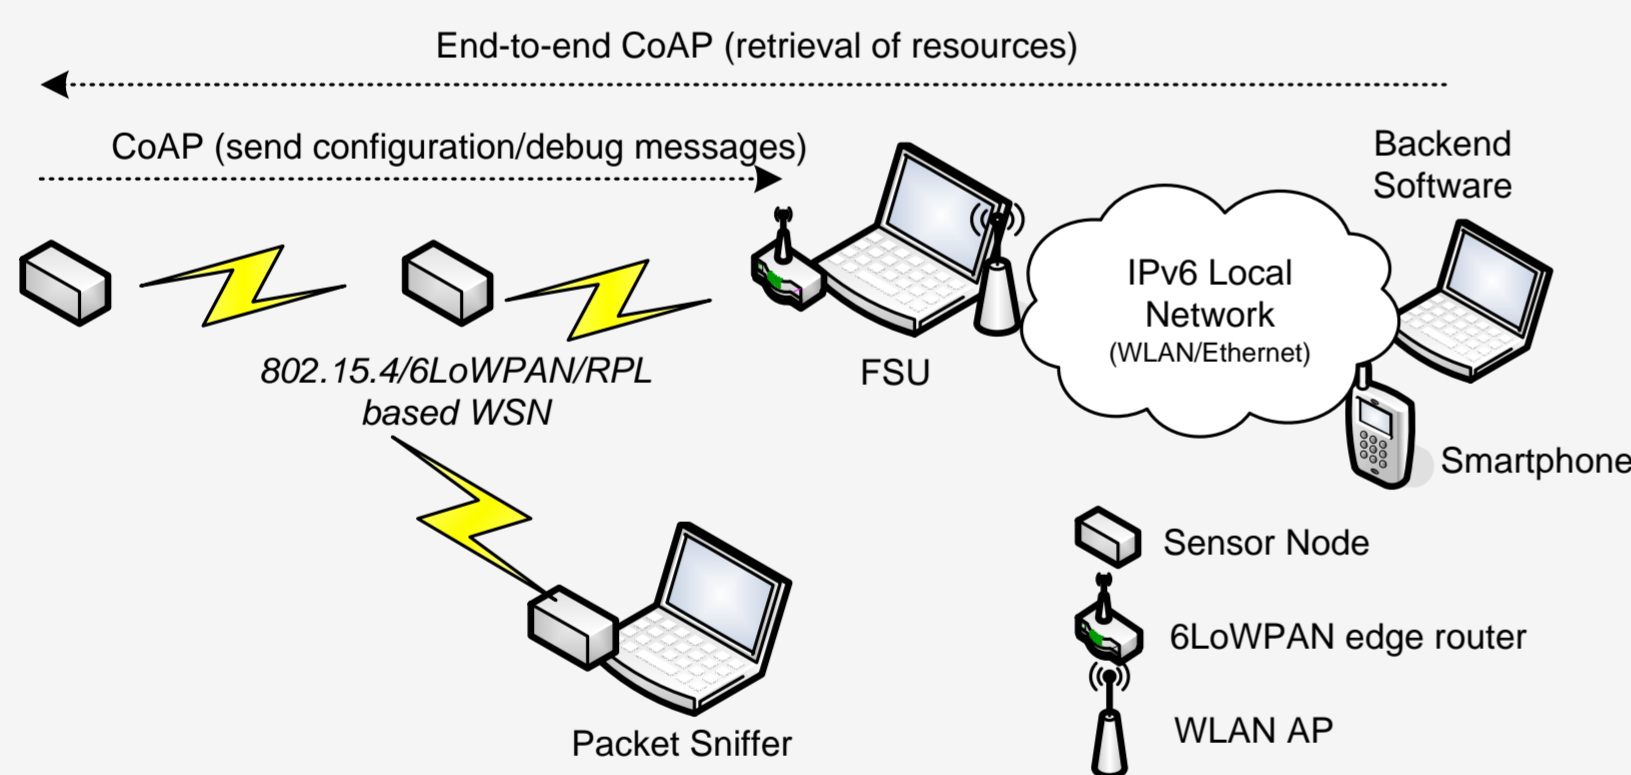 End-to-end CoAP (retrieval of resources)
CoAP (send configuration/debug messages)
Backend
Software
IPv6 Local
Network
(WLAN/Ethernet)
802.15.4/6LoWPAN/RPL
based WSN
FSU
Smartphone
Sensor Node
6LoWPAN edge router
WLAN AP
Packet Sniffer